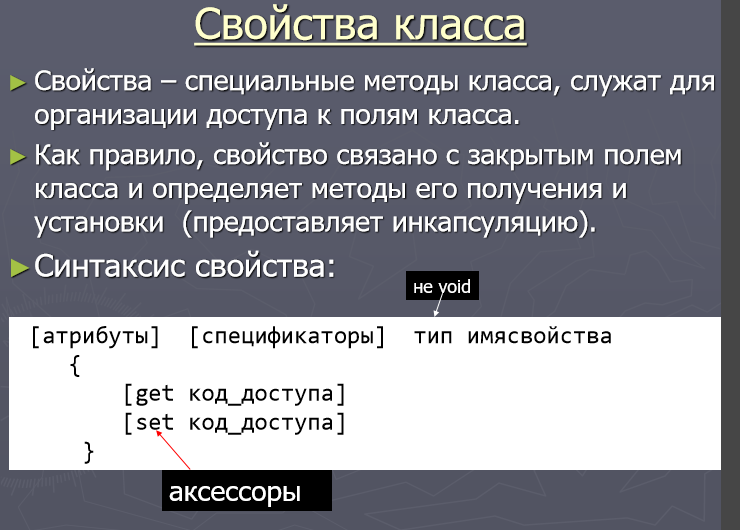 Свойства класса
► Свойства – специальные методы класса, служат для
организации доступа к полям класса.
► Как правило, свойство связано с закрытым полем
класса и определяет методы его получения и
установки (предоставляет инкапсуляцию).
► Синтаксис свойства:
не void
[атрибуты] [спецификаторы] тип имясвойства
{
[get код_доступа]
[set код_доступа]
}
аксессоры